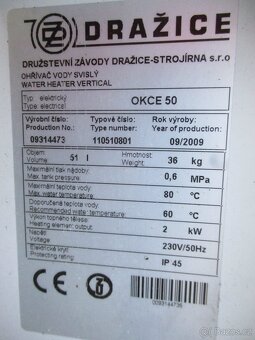 DZ DRAŽICE
DRUŽSTEVNÍ ZÁVODY DRAŽICE-STROJÍRNA s.r.o
OHŘÍVAČ VODY SVISLÝ
WATER HEATER VERTICAL
Typ: elektrický OKCE 50
Type: electrical
Výrobní číslo: Typové číslo: Rok výroby:
Production No.: Type number: Year of production:
09314473 110510801 09/2009
Objem: 51 l Hmotnost: 36 kg
Volume: Weight:
Maximální tlak nádoby: 0,6 MPa
Max. tank pressure:
Maximální teplota vody: 80 °C
Max. water temperature:
Doporučená teplota vody: 60 °C
Recommended water temperature:
Výkon topného tělesa: 2 kW
Heating element output:
Napětí: 230V/50Hz
Voltage:
Elektrické krytí: IP 45
Protection:
CE